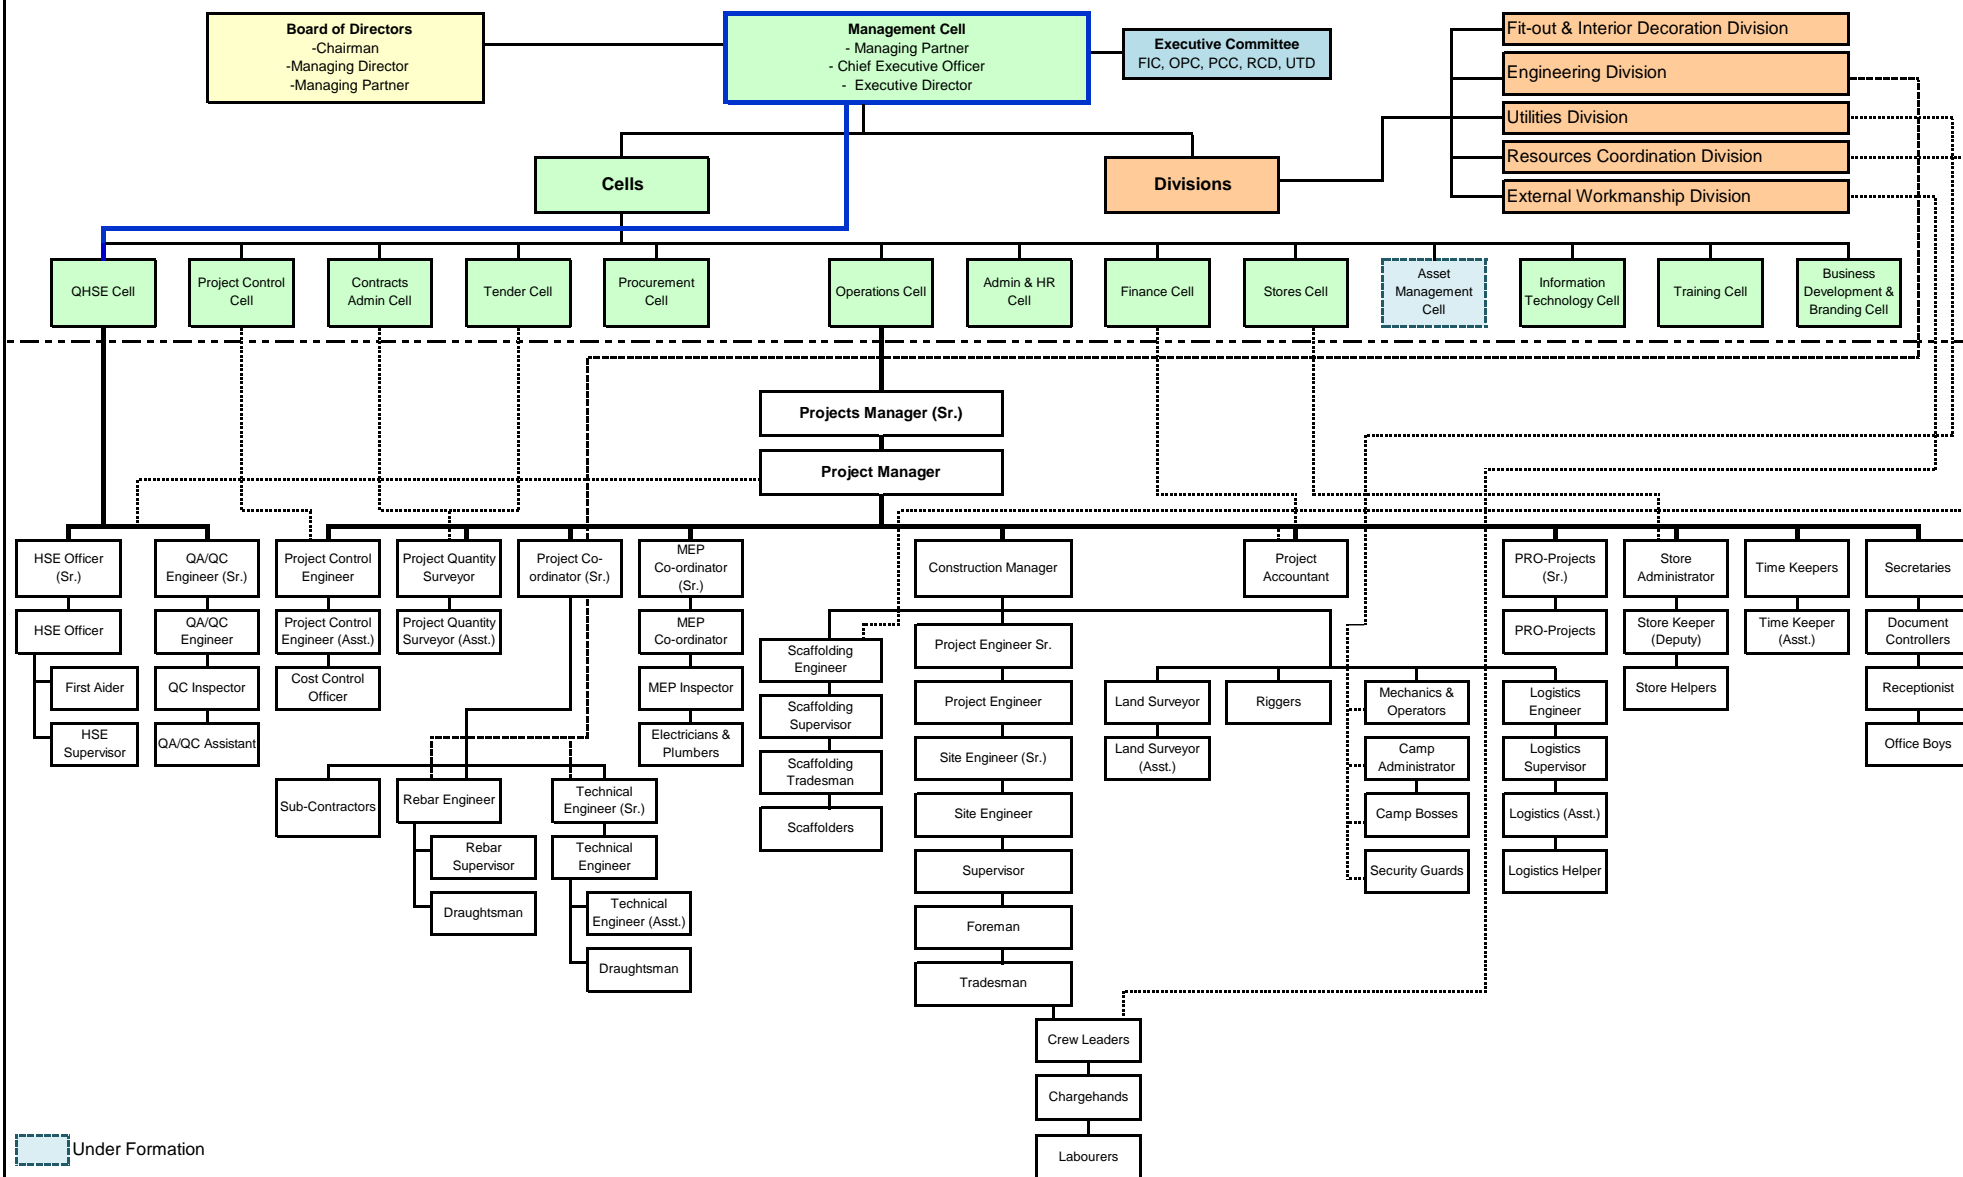 Board of Directors
-Chairman
-Managing Director
-Managing Partner
Management Cell
- Managing Partner
- Chief Executive Officer
- Executive Director
Executive Committee
FIC, OPC, PCC, RCD, UTD
Fit-out & Interior Decoration Division
Engineering Division
Utilities Division
Resources Coordination Division
External Workmanship Division
Cells
Divisions
QHSE Cell
Project Control
Cell
Contracts
Admin Cell
Tender Cell
Procurement
Cell
Operations Cell
Admin & HR
Cell
Finance Cell
Stores Cell
Asset
Management
Cell
Information
Technology Cell
Training Cell
Business
Development &
Branding Cell
Projects Manager (Sr.)
Project Manager
HSE Officer
(Sr.)
QA/QC
Engineer (Sr.)
Project Control
Engineer
Project Quantity
Surveyor
Project Co-
ordinator (Sr.)
MEP
Co-ordinator
(Sr.)
Construction Manager
Project
Accountant
PRO-Projects
(Sr.)
Store
Administrator
Time Keepers
Secretaries
HSE Officer
QA/QC
Engineer
Project Control
Engineer (Asst.)
Project Quantity
Surveyor (Asst.)
MEP
Co-ordinator
Scaffolding
Engineer
Project Engineer Sr.
PRO-Projects
Store Keeper
(Deputy)
Time Keeper
(Asst.)
Document
Controllers
First Aider
QC Inspector
Cost Control
Officer
MEP Inspector
Scaffolding
Supervisor
Project Engineer
Land Surveyor
Riggers
Mechanics &
Operators
Logistics
Engineer
Store Helpers
Receptionist
HSE
Supervisor
QA/QC Assistant
Electricians &
Plumbers
Scaffolding
Tradesman
Site Engineer (Sr.)
Land Surveyor
(Asst.)
Camp
Administrator
Logistics
Supervisor
Office Boys
Sub-Contractors
Rebar Engineer
Technical
Engineer (Sr.)
Scaffolders
Site Engineer
Camp Bosses
Logistics (Asst.)
Rebar
Supervisor
Technical
Engineer
Supervisor
Security Guards
Logistics Helper
Draughtsman
Technical
Engineer (Asst.)
Foreman
Draughtsman
Tradesman
Crew Leaders
Chargehands
Labourers
Under Formation